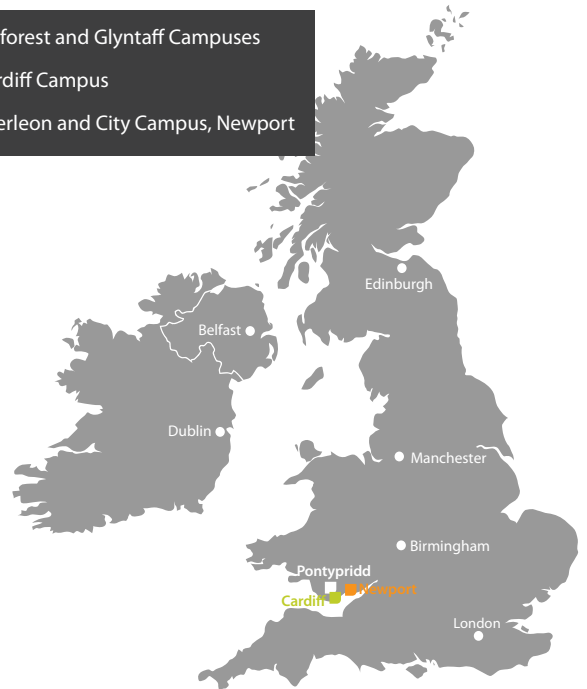 forest and Glyntaff Campuses
rdiff Campus
erleon and City Campus, Newport
Edinburgh
Belfast
Dublin
Manchester
Birmingham
Pontypridd
Newport
Cardiff
London